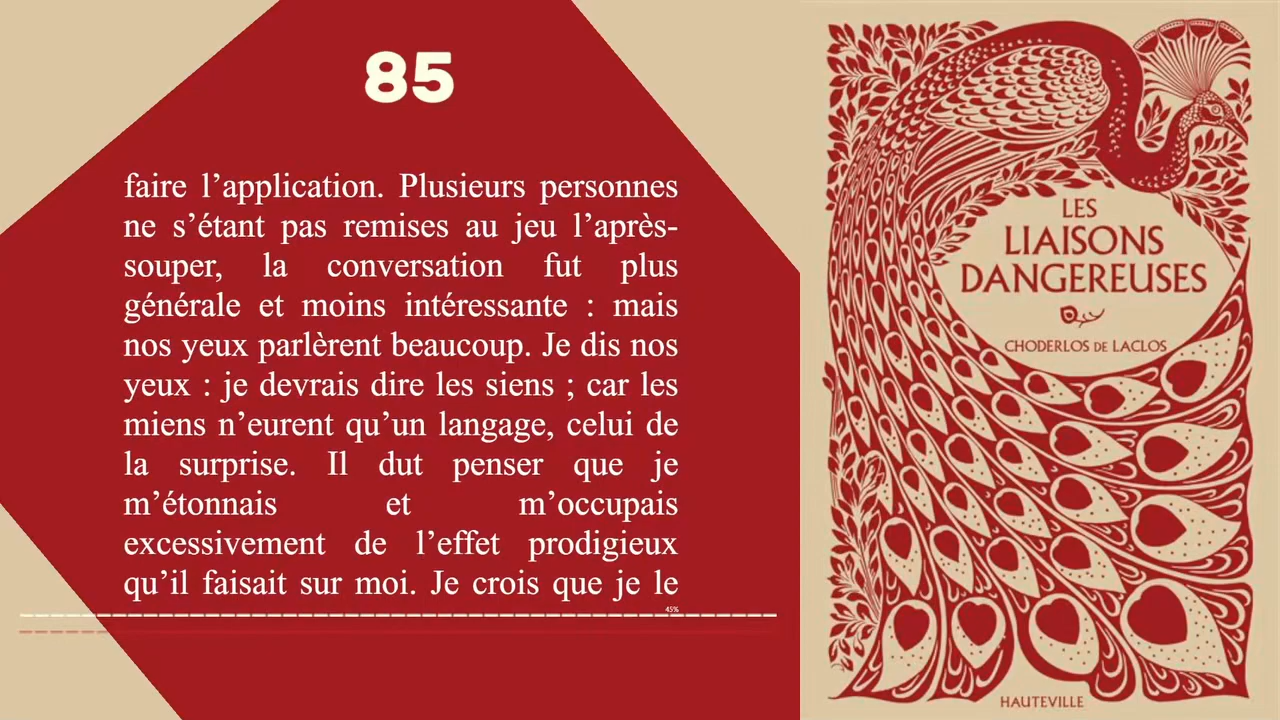 85
faire l’application. Plusieurs personnes
ne s’étant pas remises au jeu l’après-
souper, la conversation fut plus
générale et moins intéressante : mais
nos yeux parlèrent beaucoup. Je dis nos
yeux : je devrais dire les siens ; car les
miens n’eurent qu’un langage, celui de
la surprise. Il dut penser que je
m’étonnais et m’occupais
excessivement de l’effet prodigieux
qu’il faisait sur moi. Je crois que je le
45%
LES
LIAISONS
DANGEREUSES
CHODERLOS DE LACLOS
HAUTEVILLE